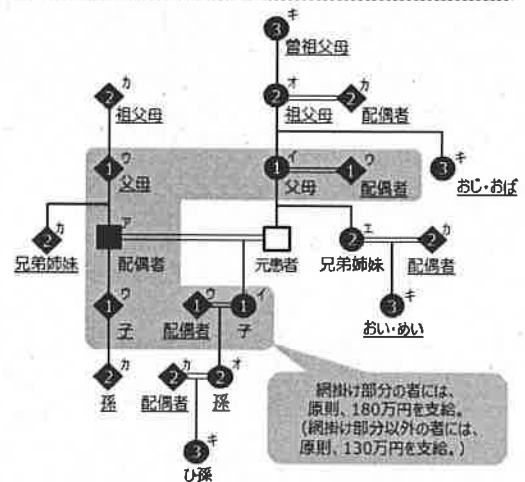 キ
3
曽祖父母
カ
2
祖父母
オ
2
祖父母
カ
2
配偶者
ウ
1
父母
イ
1
父母
ウ
1
配偶者
キ
3
おじ・おば
カ
2
兄弟姉妹
ア
配偶者
元患者
エ
2
兄弟姉妹
カ
2
配偶者
ウ
1
子
ウ
1
配偶者
イ
1
子
キ
3
おい・めい
カ
2
孫
カ
2
配偶者
オ
2
孫
キ
3
ひ孫
網掛け部分の者には、
原則、180万円を支給。
(網掛け部分以外の者には、
原則、130万円を支給。)